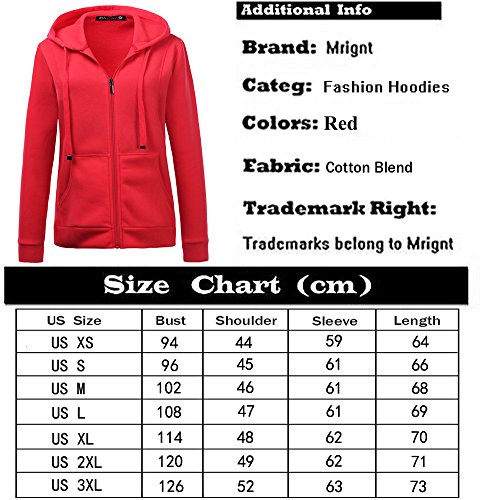 Additional Info
Brand: Mrignt
Categ: Fashion Hoodies
Colors: Red
Fabric: Cotton Blend
Trademark Right:
Trademarks belong to Mrignt
Size Chart (cm)
US Size Bust Shoulder Sleeve Length
US XS 94 44 59 64
US S 96 45 61 66
US M 102 46 61 68
US L 108 47 61 69
US XL 114 48 62 70
US 2XL 120 49 62 71
US 3XL 126 52 63 73